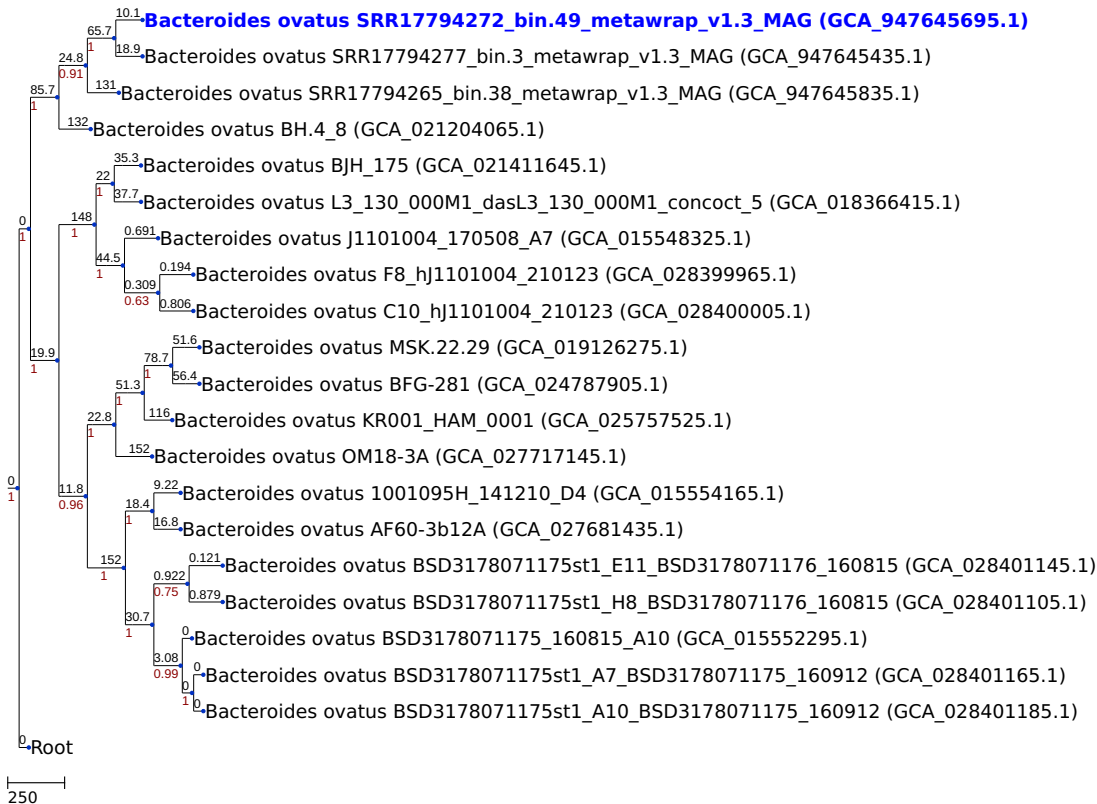 10.1
Bacteroides ovatus SRR17794272_bin.49_metawrap_v1.3_MAG (GCA_947645695.1)
65.7
1
18.9
Bacteroides ovatus SRR17794277_bin.3_metawrap_v1.3_MAG (GCA_947645435.1)
24.8
0.91
131
Bacteroides ovatus SRR17794265_bin.38_metawrap_v1.3_MAG (GCA_947645835.1)
85.7
1
132
Bacteroides ovatus BH.4_8 (GCA_021204065.1)
35.3
Bacteroides ovatus BJH_175 (GCA_021411645.1)
22
1
37.7
Bacteroides ovatus L3_130_000M1_dasL3_130_000M1_concoct_5 (GCA_018366415.1)
148
1
0
1
0.691
Bacteroides ovatus J1101004_170508_A7 (GCA_015548325.1)
44.5
1
0.194
Bacteroides ovatus F8_hJ1101004_210123 (GCA_028399965.1)
0.309
0.63
0.806
Bacteroides ovatus C10_hJ1101004_210123 (GCA_028400005.1)
19.9
1
51.6
Bacteroides ovatus MSK.22.29 (GCA_019126275.1)
78.7
1
56.4
Bacteroides ovatus BFG-281 (GCA_024787905.1)
51.3
1
116
Bacteroides ovatus KR001_HAM_0001 (GCA_025757525.1)
22.8
1
152
Bacteroides ovatus OM18-3A (GCA_027717145.1)
0
1
11.8
0.96
9.22
Bacteroides ovatus 1001095H_141210_D4 (GCA_015554165.1)
18.4
1
16.8
Bacteroides ovatus AF60-3b12A (GCA_027681435.1)
152
1
0.121
Bacteroides ovatus BSD3178071175st1_E11_BSD3178071176_160815 (GCA_028401145.1)
0.922
0.75
0.879
Bacteroides ovatus BSD3178071175st1_H8_BSD3178071176_160815 (GCA_028401105.1)
30.7
1
0
Bacteroides ovatus BSD3178071175_160815_A10 (GCA_015552295.1)
3.08
0.99
0
Bacteroides ovatus BSD3178071175st1_A7_BSD3178071175_160912 (GCA_028401165.1)
0
1
0
Bacteroides ovatus BSD3178071175st1_A10_BSD3178071175_160912 (GCA_028401185.1)
0
Root
250